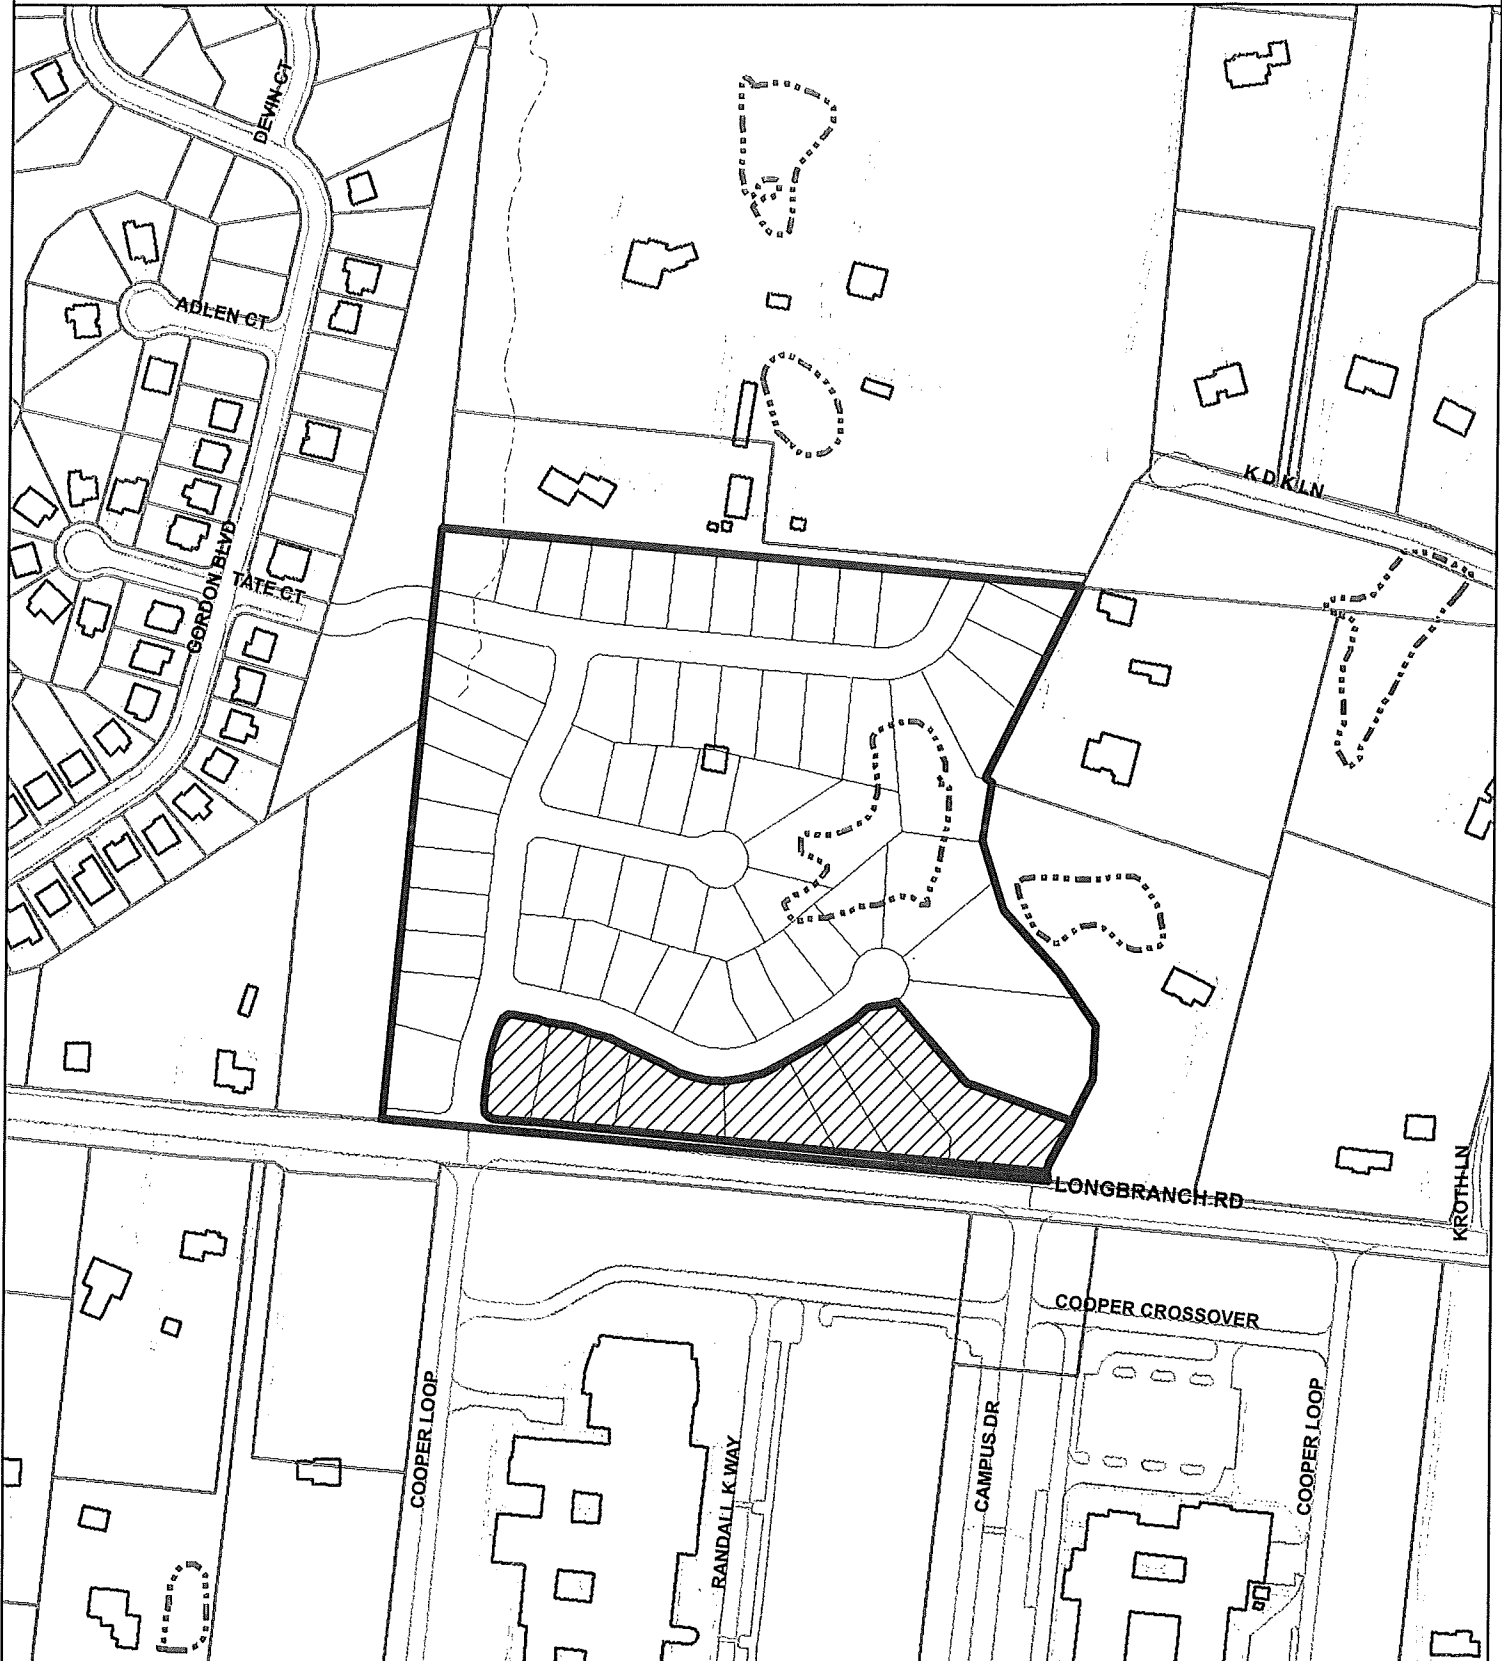 DEVIN CT
ADLEN CT
K D K LN
GORDON BLVD
TATE CT
LONGBRANCH RD
KROTH LN
COOPER CROSSOVER
COOPER LOOP
RANDALL K WAY
CAMPUS DR
COOPER LOOP